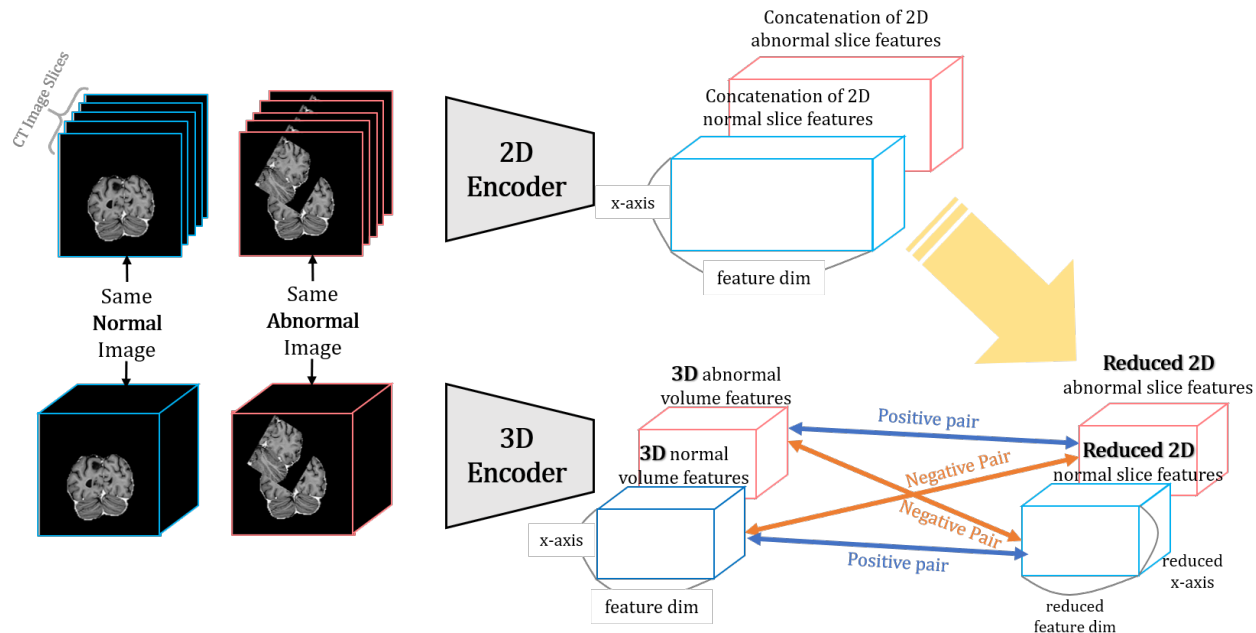 CT Image Slices
Same
Normal
Image
Same
Abnormal
Image
2D
Encoder
Concatenation of 2D
abnormal slice features
Concatenation of 2D
normal slice features
x-axis
feature dim
3D
Encoder
3D abnormal
volume features
3D normal
volume features
x-axis
feature dim
Positive pair
Negative Pair
Negative Pair
Positive pair
Reduced 2D
abnormal slice features
Reduced 2D
normal slice features
reduced
x-axis
reduced
feature dim